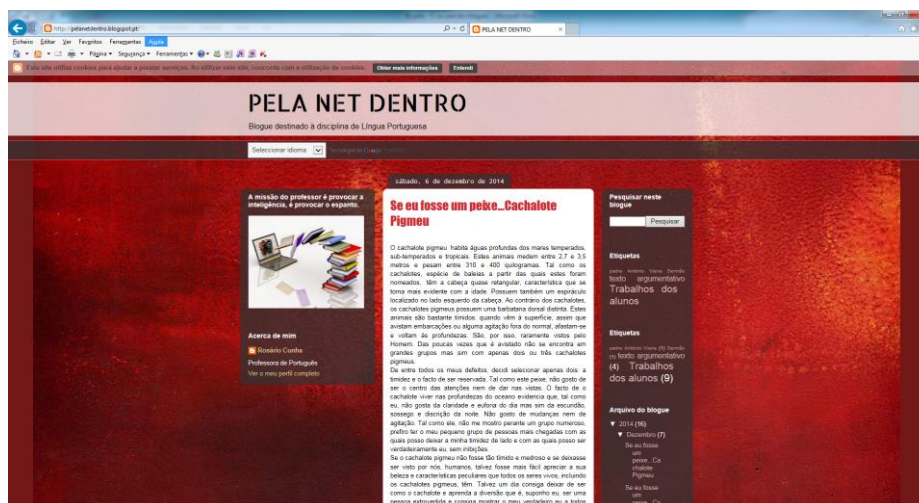 http://pelanetdentro.blogspot.pt/
PELA NET DENTRO
Ficheiro Editar Ver Favoritos Ferramentas Ajuda
Página Segurança Ferramentas
Este site utiliza cookies para ajudar a prestar serviços. Ao utilizar este site, concorda com a utilização de cookies. Obter mais informações Entendi
PELA NET DENTRO
Blogue destinado à disciplina de Língua Portuguesa
Seleccionar idioma
sábado, 6 de dezembro de 2014
A missão do professor é provocar a
inteligência, é provocar o espanto.
Acerca de mim
Rosário Cunha
Professora de Português
Ver o meu perfil completo
Se eu fosse um peixe...Cachalote
Pigmeu
O cachalote pigmeu habita águas profundas dos mares temperados,
sub-temperados e tropicais. Estes animais medem entre 2,7 e 3,5
metros e pesam entre 310 e 400 quilogramas. Tal como os
cachalotes, espécie de baleias a partir das quais estes foram
nomeados, têm a cabeça quase retangular, característica que se
torna mais evidente com a idade. Possuem também um espiráculo
localizado no lado esquerdo da cabeça. Ao contrário dos cachalotes,
os cachalotes pigmeus possuem uma barbatana dorsal distinta. Estes
animais são bastante tímidos: quando vêm à superfície, assim que
avistam embarcações ou alguma agitação fora do normal, afastam-se
e voltam às profundezas. São, por isso, raramente vistos pelo
Homem. Das poucas vezes que é avistado não se encontra em
grandes grupos mas sim com apenas dois ou três cachalotes
pigmeus.
De entre todos os meus defeitos, decidi selecionar apenas dois: a
timidez e o facto de ser reservada. Tal como este peixe, não gosto de
ser o centro das atenções nem de dar nas vistas. O facto de o
cachalote viver nas profundezas do oceano evidencia que, tal como
eu, não gosta da claridade e euforia do dia mas sim da escuridão,
sossego e discrição da noite. Não gosto de mudanças nem de
agitação. Tal como ele, não me mostro perante um grupo numeroso,
prefiro ter o meu pequeno grupo de pessoas mais chegadas com as
quais posso deixar a minha timidez de lado e com as quais posso ser
verdadeiramente eu, sem inibições.
Se o cachalote pigmeu não fosse tão tímido e medroso e se deixasse
ser visto por nós, humanos, talvez fosse mais fácil apreciar a sua
beleza e características peculiares que todos os seres vivos, incluindo
os cachalotes pigmeus, têm. Talvez um dia consiga deixar de ser
como o cachalote e aprenda a diversão que é, suponho eu, ser uma
pessoa extrovertida e consiga mostrar o meu verdadeiro eu a todos
Pesquisar neste
blogue
Pesquisar
Etiquetas
padre António Vieira Sermão
texto argumentativo
Trabalhos dos
alunos
Etiquetas
padre António Vieira (5) Sermão
(1) texto argumentativo
(4) Trabalhos
dos alunos (9)
Arquivo do blogue
▼ 2014 (16)
▼ Dezembro (7)
Se eu fosse
um
peixe...Ca
chalote
Pigmeu
Se eu fosse
um
peixe...Ca